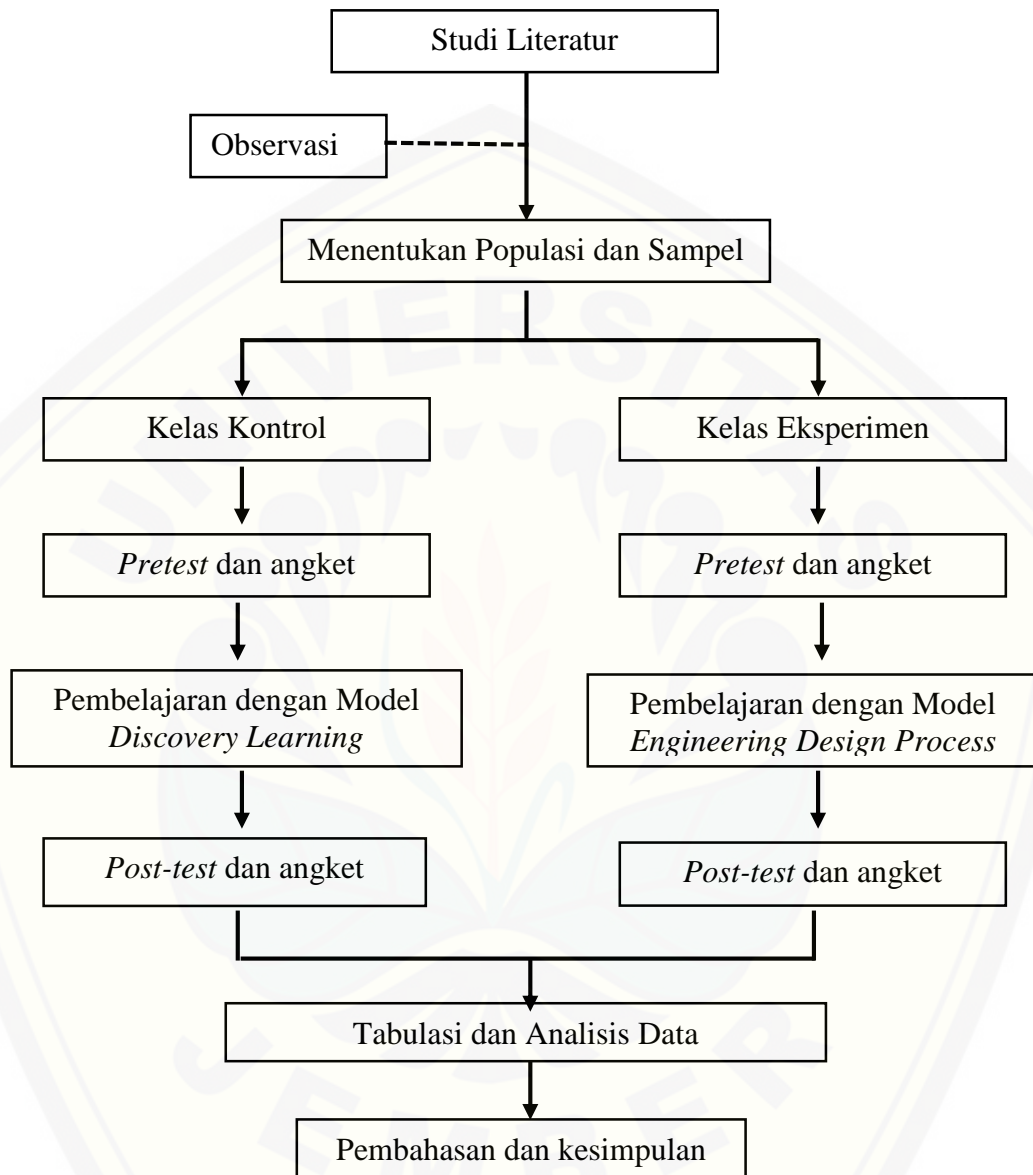 Studi Literatur
Observasi
Menentukan Populasi dan Sampel
Kelas Kontrol
Kelas Eksperimen
Pretest dan angket
Pretest dan angket
Pembelajaran dengan Model
Discovery Learning
Pembelajaran dengan Model
Engineering Design Process
Post-test dan angket
Post-test dan angket
Tabulasi dan Analisis Data
Pembahasan dan kesimpulan
UNIVERSITAS
JEMBER